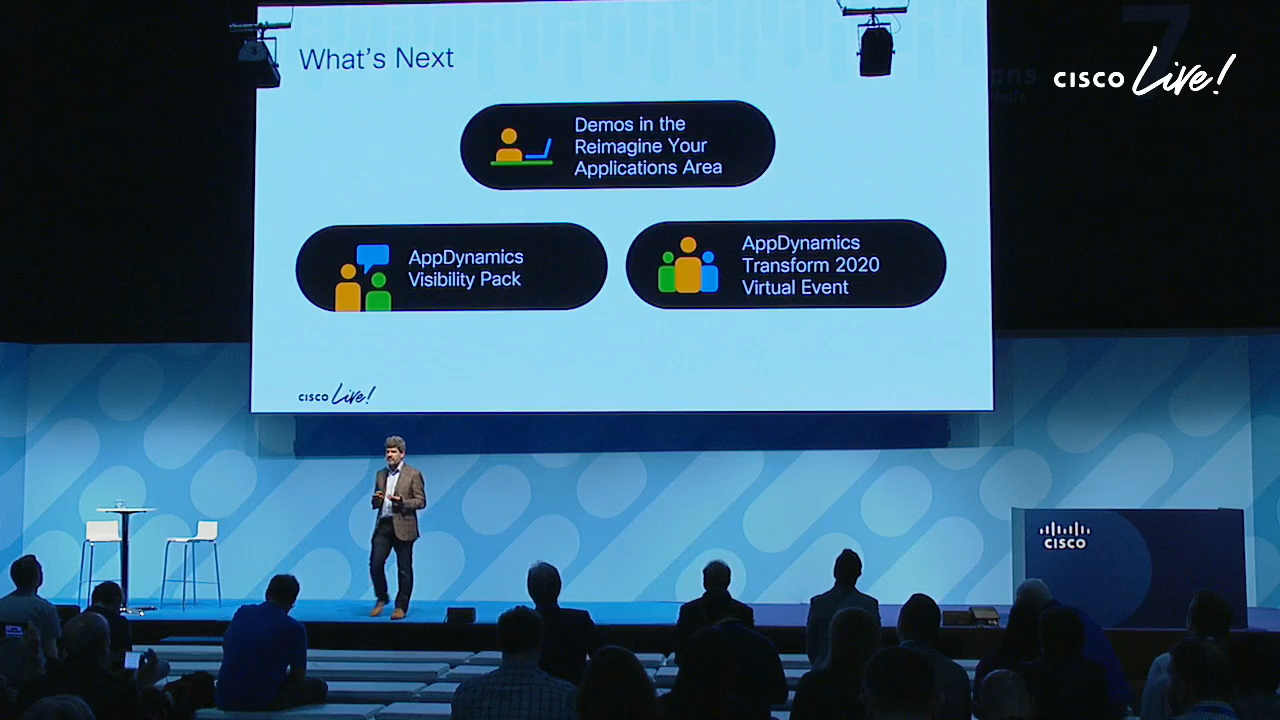 What's Next
CISCO Live!
Demos in the
Reimagine Your
Applications Area
AppDynamics
Visibility Pack
AppDynamics
Transform 2020
Virtual Event
CISCO Live!
CISCO